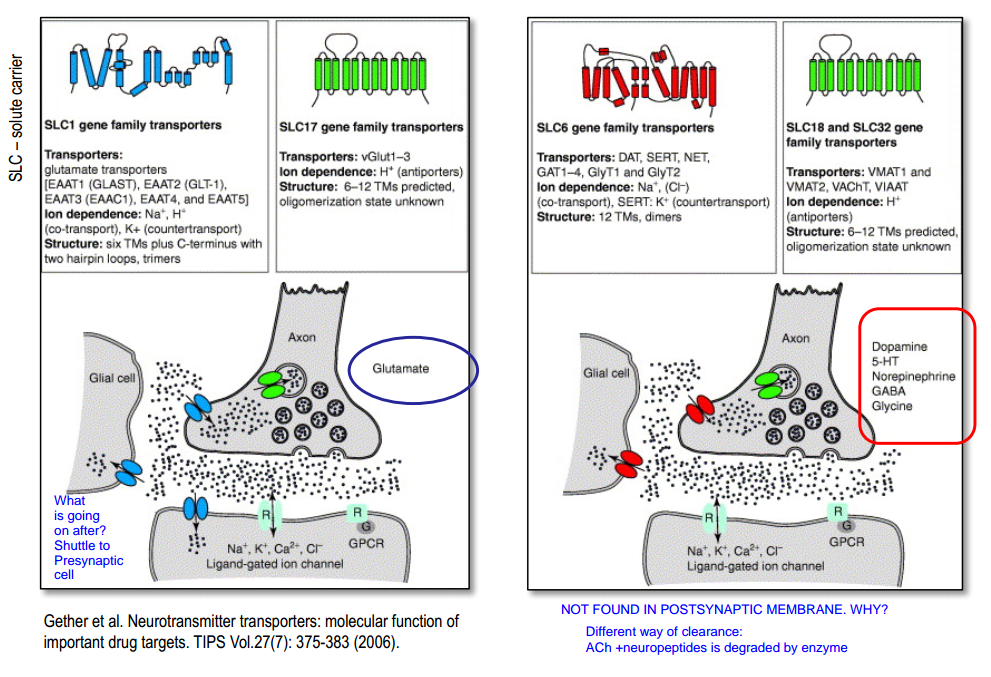 SLC – solute carrier
SLC1 gene family transporters
Transporters:
glutamate transporters
[EAAT1 (GLAST), EAAT2 (GLT-1),
EAAT3 (EAAC1), EAAT4, and EAAT5]
Ion dependence: Na⁺, H⁺
(co-transport), K+ (countertransport)
Structure: six TMs plus C-terminus with
two hairpin loops, trimers
SLC17 gene family transporters
Transporters: vGlut1–3
Ion dependence: H⁺ (antiporters)
Structure: 6–12 TMs predicted,
oligomerization state unknown
Axon
Glial cell
Glutamate
What
is going
on after?
Shuttle to
Presynaptic
cell
R
R
G
GPCR
Na⁺, K⁺, Ca²⁺, Cl⁻
Ligand-gated ion channel
SLC6 gene family transporters
Transporters: DAT, SERT, NET,
GAT1–4, GlyT1 and GlyT2
Ion dependence: Na⁺, (Cl⁻)
(co-transport), SERT: K⁺ (countertransport)
Structure: 12 TMs, dimers
SLC18 and SLC32 gene
family transporters
Transporters: VMAT1 and
VMAT2, VAChT, VIAAT
Ion dependence: H⁺
(antiporters)
Structure: 6–12 TMs predicted,
oligomerization state unknown
Axon
Glial cell
Dopamine
5-HT
Norepinephrine
GABA
Glycine
R
R
G
GPCR
Na⁺, K⁺, Ca²⁺, Cl⁻
Ligand-gated ion channel
Gether et al. Neurotransmitter transporters: molecular function of
important drug targets. TIPS Vol.27(7): 375-383 (2006).
NOT FOUND IN POSTSYNAPTIC MEMBRANE. WHY?
Different way of clearance:
ACh +neuropeptides is degraded by enzyme